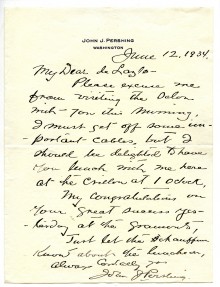 JOHN J. PERSHING
WASHINGTON
June 12, 1934.
My Dear de
Please excuse me
from visiting the Salon
with you this morning.
I must get off some im-
portant cables, but I
should be delighted to have
you lunch with me here
at the Crillon at 1 o'clock.
My congratulations on
your great success yes-
terday at the
Just let the Chauffeur
know about the luncheon,
always cordially yrs
John J Pershing